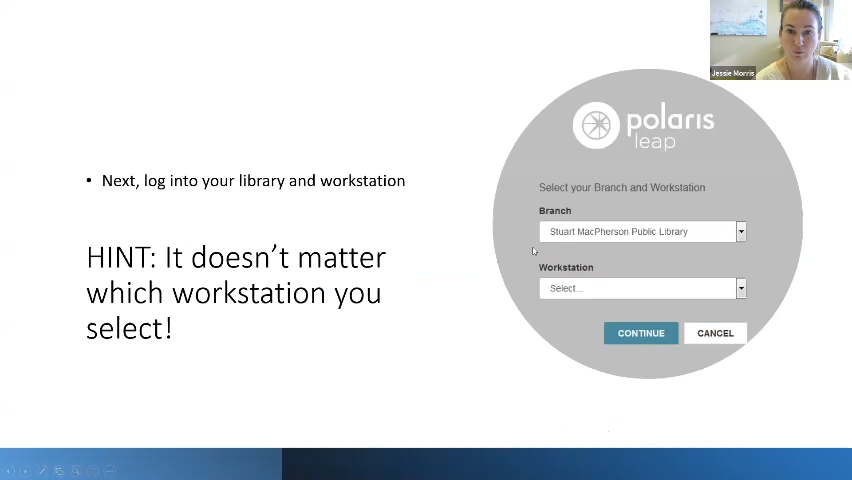 Jessie Morris
polaris
leap
• Next, log into your library and workstation
HINT: It doesn't matter
which workstation you
select!
Select your Branch and Workstation
Branch
Stuart MacPherson Public Library
Workstation
Select...
CONTINUE CANCEL